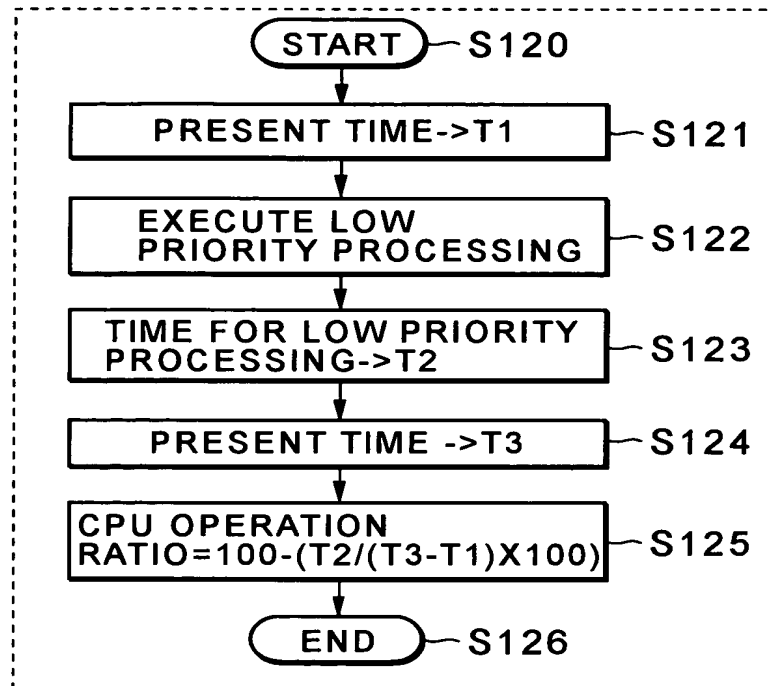 START S120
PRESENT TIME->T1 S121
EXECUTE LOW
PRIORITY PROCESSING S122
TIME FOR LOW PRIORITY
PROCESSING->T2 S123
PRESENT TIME ->T3 S124
CPU OPERATION
RATIO=100-(T2/(T3-T1)X100) S125
END S126